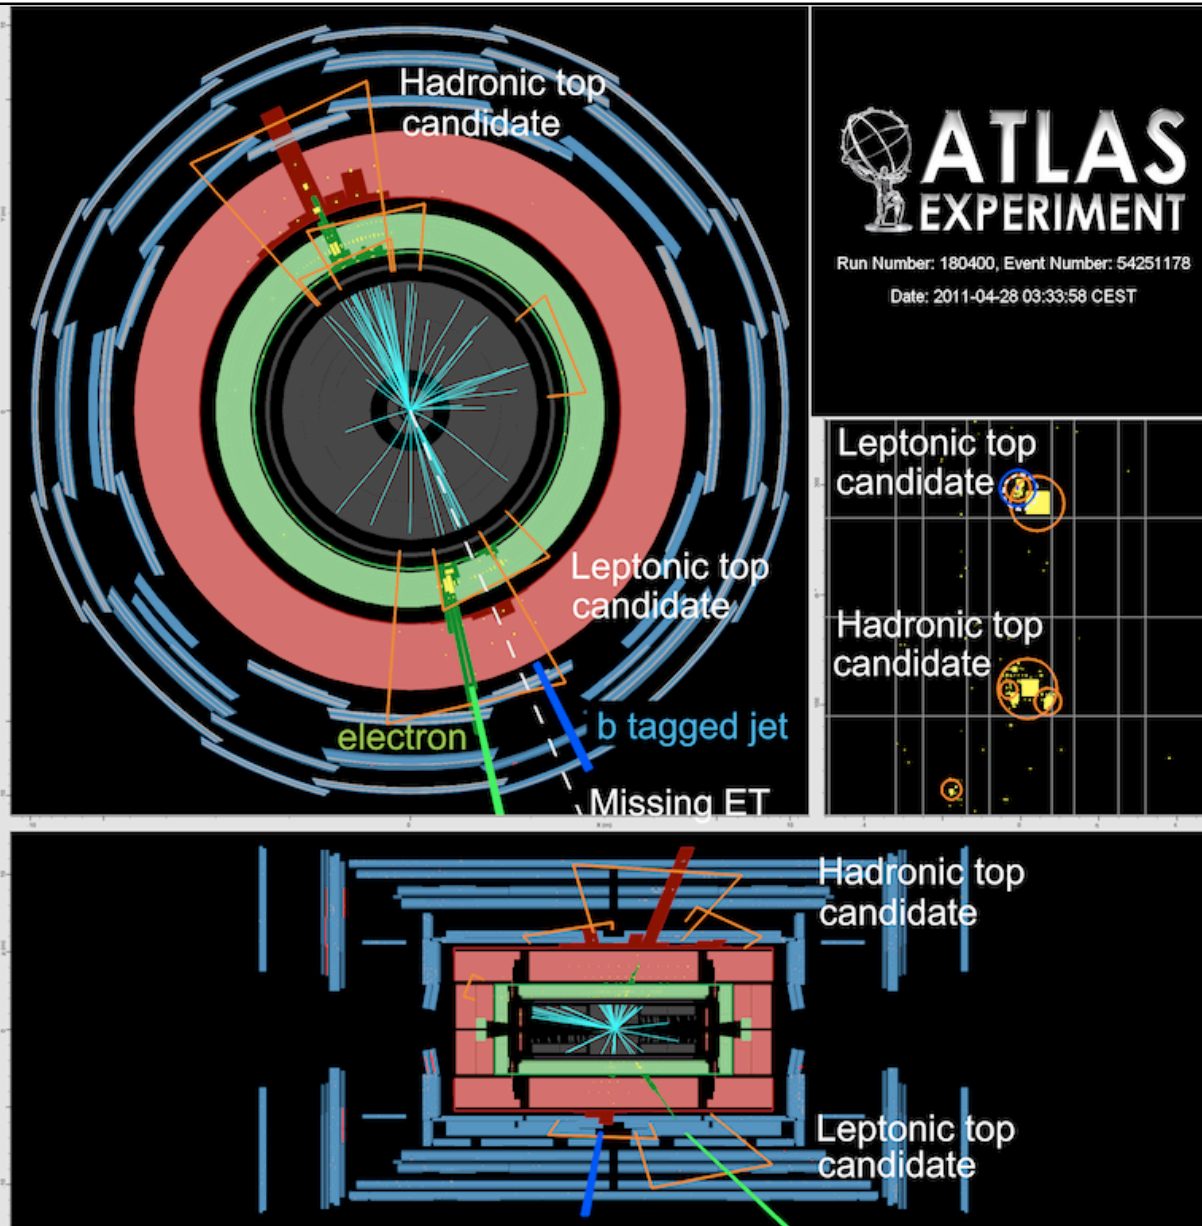 Hadronic top
candidate
Leptonic top
candidate
electron
b tagged jet
Missing ET
ATLAS
EXPERIMENT
Run Number: 180400, Event Number: 54251178
Date: 2011-04-28 03:33:58 CEST
Leptonic top
candidate
Hadronic top
candidate
Hadronic top
candidate
Leptonic top
candidate